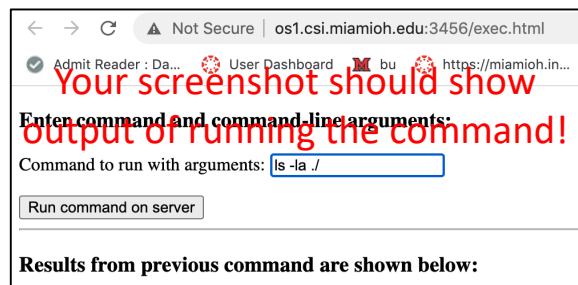 Not Secure | os1.csi.miamioh.edu:3456/exec.html
Admit Reader : Da... User Dashboard M bu https://miamioh.in...
Your screenshot should show
output of running the command!
Enter command and command-line arguments:
Command to run with arguments: ls -la ./
Run command on server
Results from previous command are shown below: